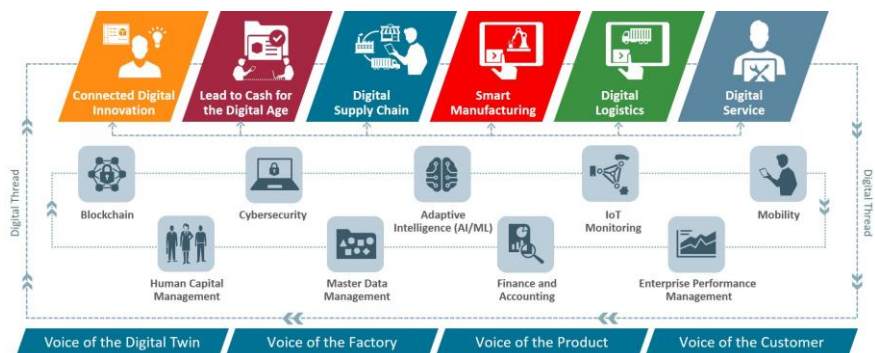 Connected Digital
Innovation
Lead to Cash for
the Digital Age
Digital
Supply Chain
Smart
Manufacturing
Digital
Logistics
Digital
Service
Digital Thread
Digital Thread
Blockchain
Cybersecurity
Adaptive
Intelligence (AI/ML)
IoT
Monitoring
Mobility
Human Capital
Management
Master Data
Management
Finance and
Accounting
Enterprise Performance
Management
Voice of the Digital Twin
Voice of the Factory
Voice of the Product
Voice of the Customer